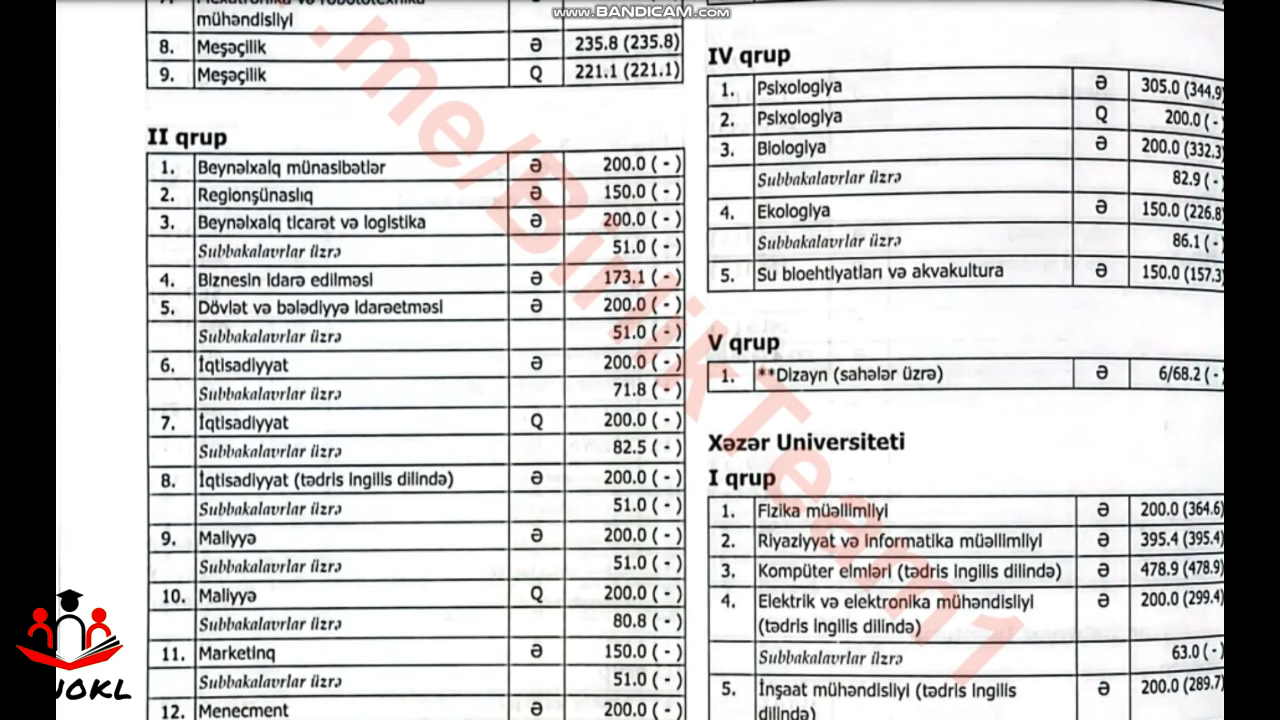 www.BANDICAM.com
mühəndisliyi
8. Meşəçilik Ə 235.8 (235.8)
9. Meşəçilik Q 221.1 (221.1)
II qrup
1. Beynəlxalq münasibətlər Ə 200.0 ( - )
2. Regionşünaslıq Ə 150.0 ( - )
3. Beynəlxalq ticarət və logistika Ə 200.0 ( - )
Subbakalavrlar üzrə 51.0 ( - )
4. Biznesin idarə edilməsi Ə 173.1 ( - )
5. Dövlət və bələdiyyə idarəetməsi Ə 200.0 ( - )
Subbakalavrlar üzrə 51.0 ( - )
6. İqtisadiyyat Ə 200.0 ( - )
Subbakalavrlar üzrə 71.8 ( - )
7. İqtisadiyyat Q 200.0 ( - )
Subbakalavrlar üzrə 82.5 ( - )
8. İqtisadiyyat (tədris ingilis dilində) Ə 200.0 ( - )
Subbakalavrlar üzrə 51.0 ( - )
9. Maliyyə Ə 200.0 ( - )
Subbakalavrlar üzrə 51.0 ( - )
10. Maliyyə Q 200.0 ( - )
Subbakalavrlar üzrə 80.8 ( - )
11. Marketinq Ə 150.0 ( - )
Subbakalavrlar üzrə 51.0 ( - )
12. Menecment Ə 200.0 ( - )
IV qrup
1. Psixologiya Ə 305.0 (344.9
2. Psixologiya Q 200.0 ( -
3. Biologiya Ə 200.0 (332.3
Subbakalavrlar üzrə 82.9 ( -
4. Ekologiya Ə 150.0 (226.8
Subbakalavrlar üzrə 86.1 ( -
5. Su bioehtiyatları və akvakultura Ə 150.0 (157.3
V qrup
1. **Dizayn (sahələr üzrə) Ə 6/68.2 ( -
Xəzər Universiteti
I qrup
1. Fizika müəllimliyi Ə 200.0 (364.6)
2. Riyaziyyat və informatika müəllimliyi Ə 395.4 (395.4)
3. Kompüter elmləri (tədris ingilis dilində) Ə 478.9 (478.9)
4. Elektrik və elektronika mühəndisliyi Ə 200.0 (299.4)
(tədris ingilis dilində)
Subbakalavrlar üzrə 63.0 ( - )
5. İnşaat mühəndisliyi (tədris ingilis Ə 200.0 (289.7)
dilində)
.me/BirlikTeam1